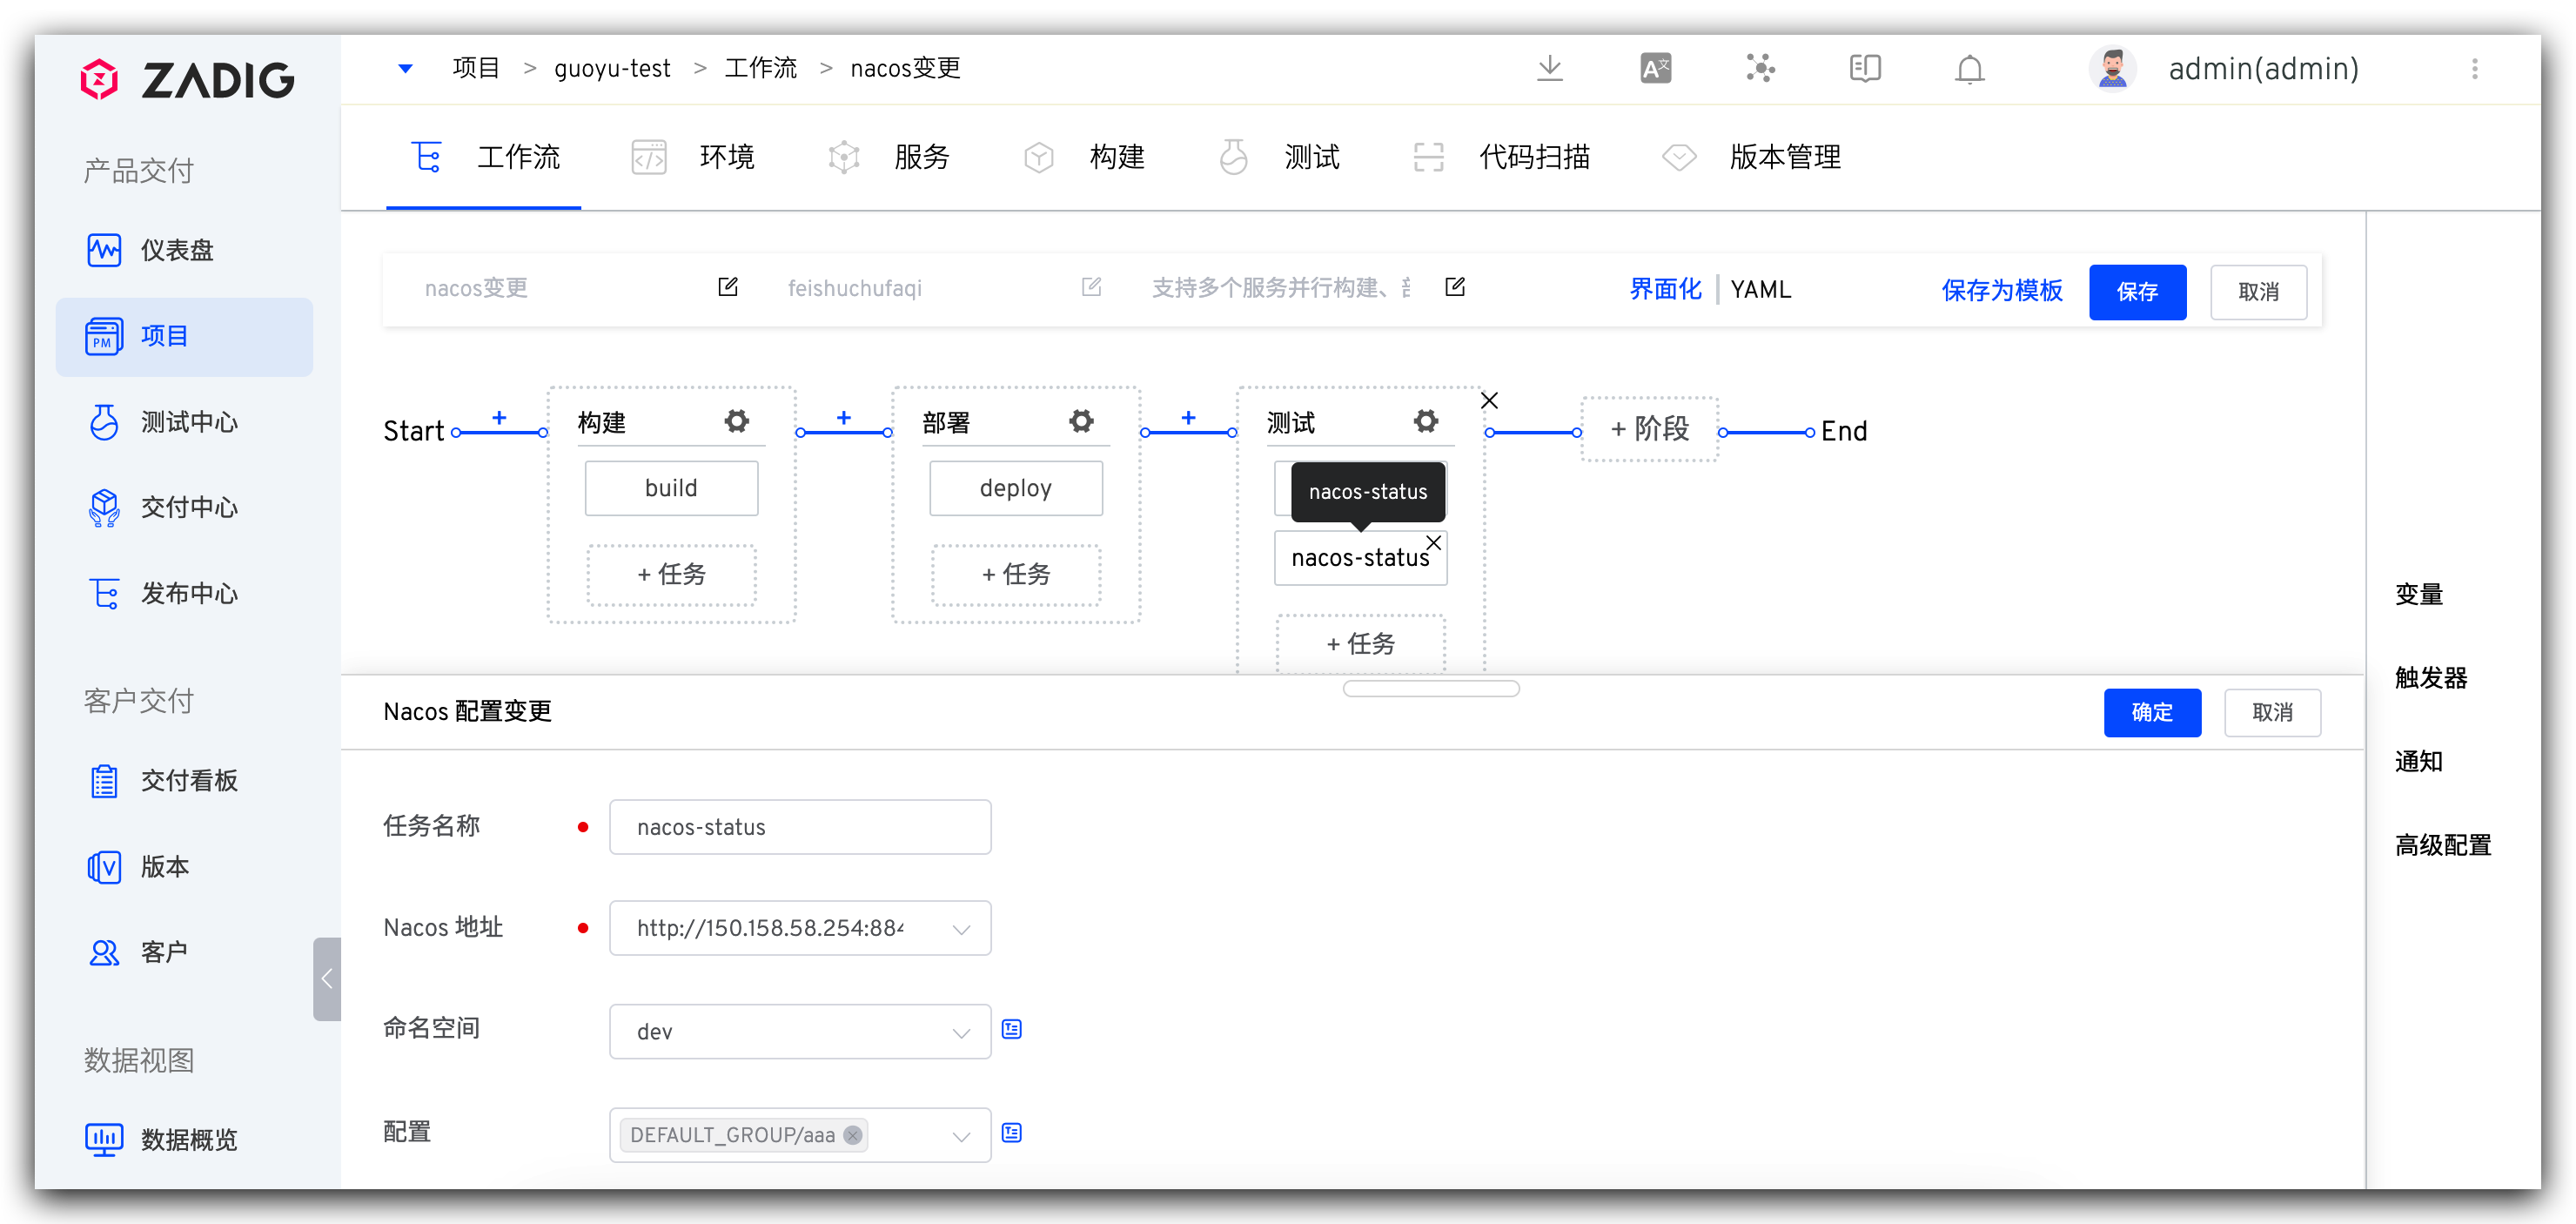 ZADIG
项目 > guoyu-test > 工作流 > nacos变更
A文
admin(admin)
产品交付
仪表盘
PM 项目
测试中心
交付中心
发布中心
客户交付
交付看板
V 版本
客户
数据视图
数据概览
工作流 环境 服务 构建 测试 代码扫描 版本管理
nacos变更 feishuchufaqi 支持多个服务并行构建、 界面化 | YAML 保存为模板 保存 取消
Start + 构建 + 部署 + 测试 + 阶段 End
build deploy nacos-status
nacos-status
+ 任务 + 任务
+ 任务
Nacos 配置变更 确定 取消
任务名称 nacos-status
Nacos 地址 http://150.158.58.254:88
命名空间 dev
配置 DEFAULT_GROUP/aaa
变量
触发器
通知
高级配置